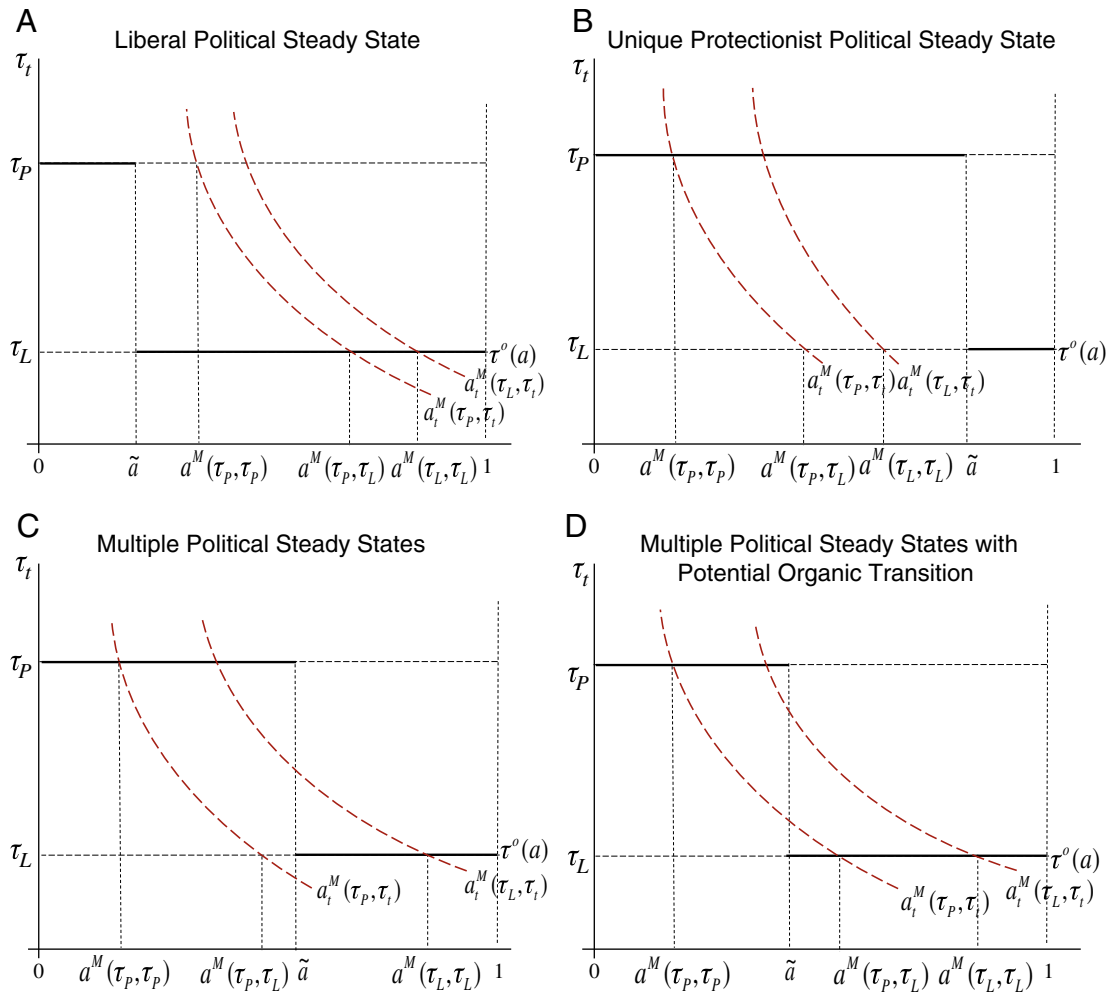 A
Liberal Political Steady State
τ_t
τ_P
τ_L
τ^o(a)
a_t^M(τ_L,τ_t)
a_t^M(τ_P,τ_t)
0 ã a^M(τ_P,τ_P) a^M(τ_P,τ_L) a^M(τ_L,τ_L) 1
B
Unique Protectionist Political Steady State
τ_t
τ_P
τ_L
τ^o(a)
a_t^M(τ_P,τ_t) a_t^M(τ_L,τ_t)
0 a^M(τ_P,τ_P) a^M(τ_P,τ_L) a^M(τ_L,τ_L) ã 1
C
Multiple Political Steady States
τ_t
τ_P
τ_L
τ^o(a)
a_t^M(τ_P,τ_t) a_t^M(τ_L,τ_t)
0 a^M(τ_P,τ_P) a^M(τ_P,τ_L) ã a^M(τ_L,τ_L) 1
D
Multiple Political Steady States with
Potential Organic Transition
τ_t
τ_P
τ_L
τ^o(a)
a_t^M(τ_P,τ_t) a_t^M(τ_L,τ_t)
0 a^M(τ_P,τ_P) ã a^M(τ_P,τ_L) a^M(τ_L,τ_L) 1